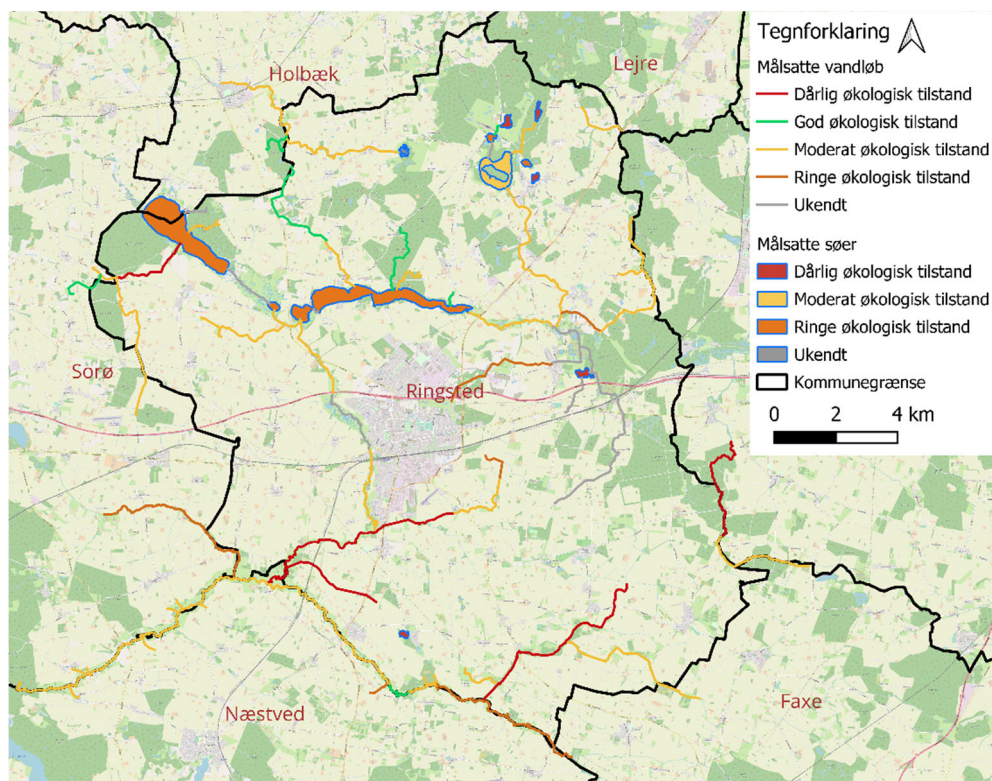 Tegnforklaring
Målsatte vandløb
Dårlig økologisk tilstand
God økologisk tilstand
Moderat økologisk tilstand
Ringe økologisk tilstand
Ukendt
Målsatte søer
Dårlig økologisk tilstand
Moderat økologisk tilstand
Ringe økologisk tilstand
Ukendt
Kommunegrænse
0 2 4 km
Holbæk
Lejre
Sorø
Ringsted
Næstved
Faxe